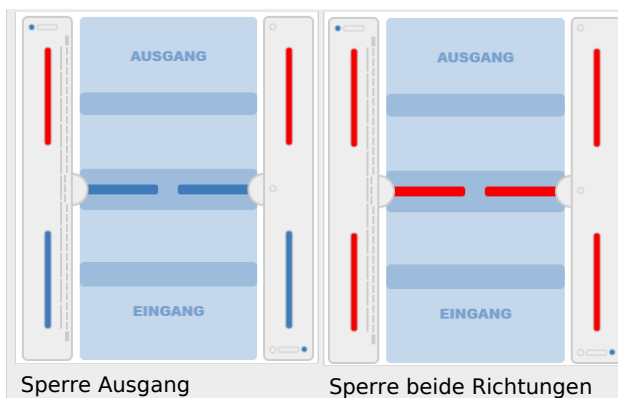 AUSGANG
EINGANG
Sperre Ausgang
AUSGANG
EINGANG
Sperre beide Richtungen